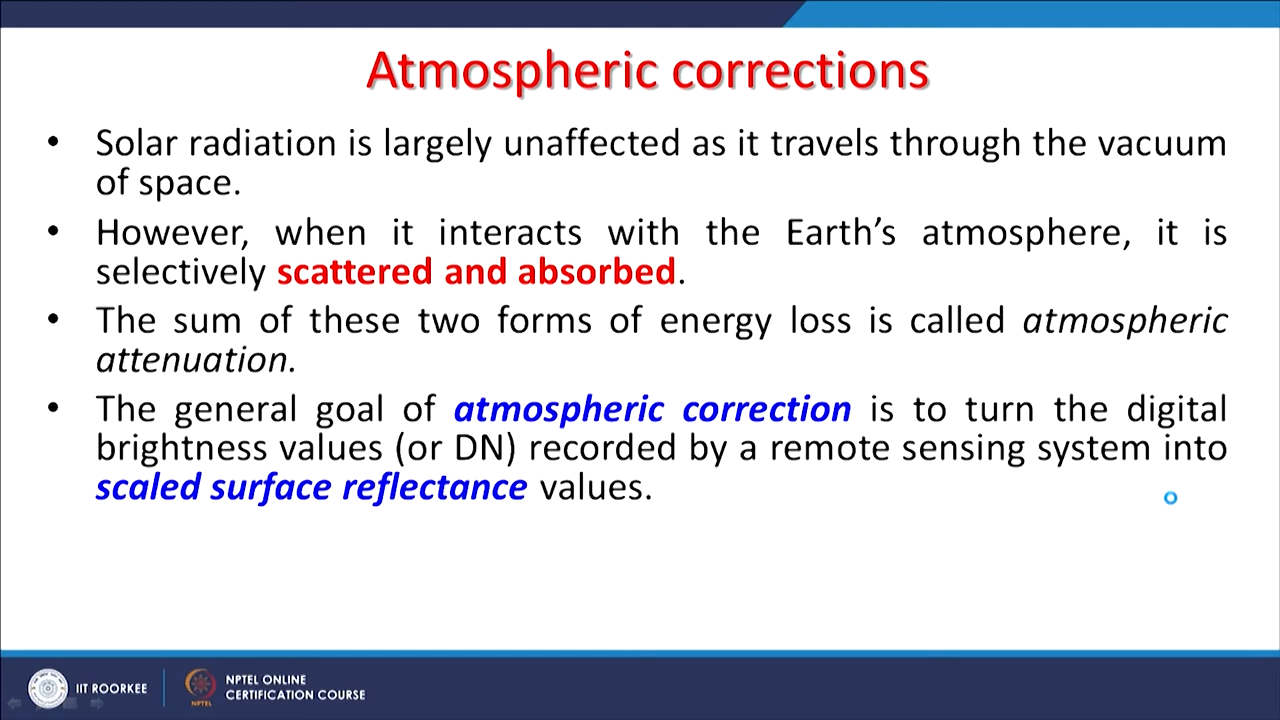 Atmospheric corrections
• Solar radiation is largely unaffected as it travels through the vacuum
of space.
• However, when it interacts with the Earth’s atmosphere, it is
selectively scattered and absorbed.
• The sum of these two forms of energy loss is called atmospheric
attenuation.
• The general goal of atmospheric correction is to turn the digital
brightness values (or DN) recorded by a remote sensing system into
scaled surface reflectance values.
IIT ROORKEE
NPTEL
NPTEL ONLINE
CERTIFICATION COURSE